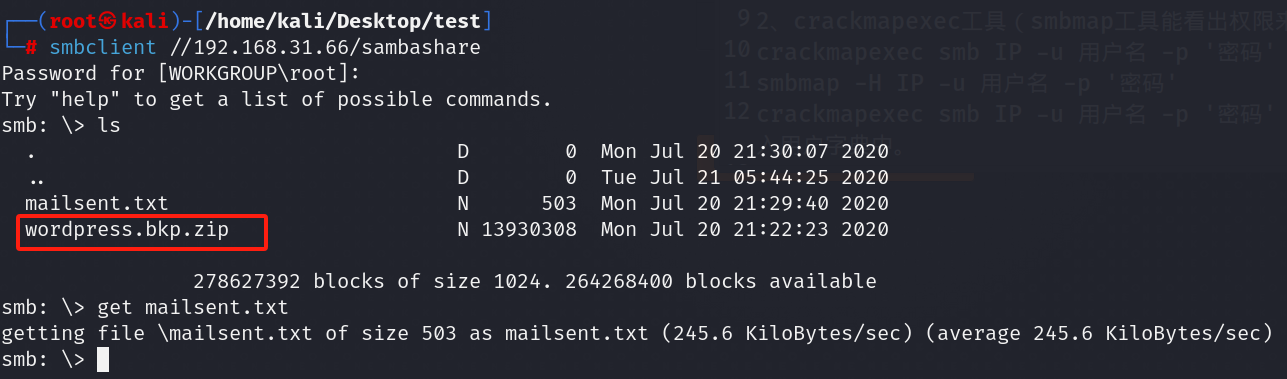 ┌──(root㉿kali)-[/home/kali/Desktop/test]
└─# smbclient //192.168.31.66/sambashare
Password for [WORKGROUP\root]:
Try "help" to get a list of possible commands.
smb: \> ls
. D 0 Mon Jul 20 21:30:07 2020
.. D 0 Tue Jul 21 05:44:25 2020
mailsent.txt N 503 Mon Jul 20 21:29:40 2020
wordpress.bkp.zip N 13930308 Mon Jul 20 21:22:23 2020
278627392 blocks of size 1024. 264268400 blocks available
smb: \> get mailsent.txt
getting file \mailsent.txt of size 503 as mailsent.txt (245.6 KiloBytes/sec) (average 245.6 KiloBytes/sec)
smb: \>
9 2、crackmapexec工具（smbmap工具能看出权限
10 crackmapexec smb IP -u 用户名 -p '密码'
11 smbmap -H IP -u 用户名 -p '密码'
12 crackmapexec smb IP -u 用户名 -p '密码'